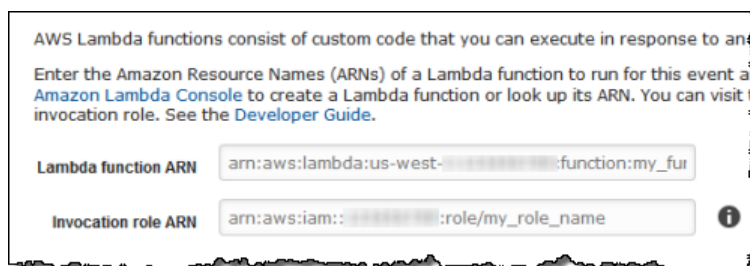 AWS Lambda functions consist of custom code that you can execute in response to an
Enter the Amazon Resource Names (ARNs) of a Lambda function to run for this event a
Amazon Lambda Console to create a Lambda function or look up its ARN. You can visit
invocation role. See the Developer Guide.
Lambda function ARN arn:aws:lambda:us-west- :function:my_fun
Invocation role ARN arn:aws:iam:: :role/my_role_name